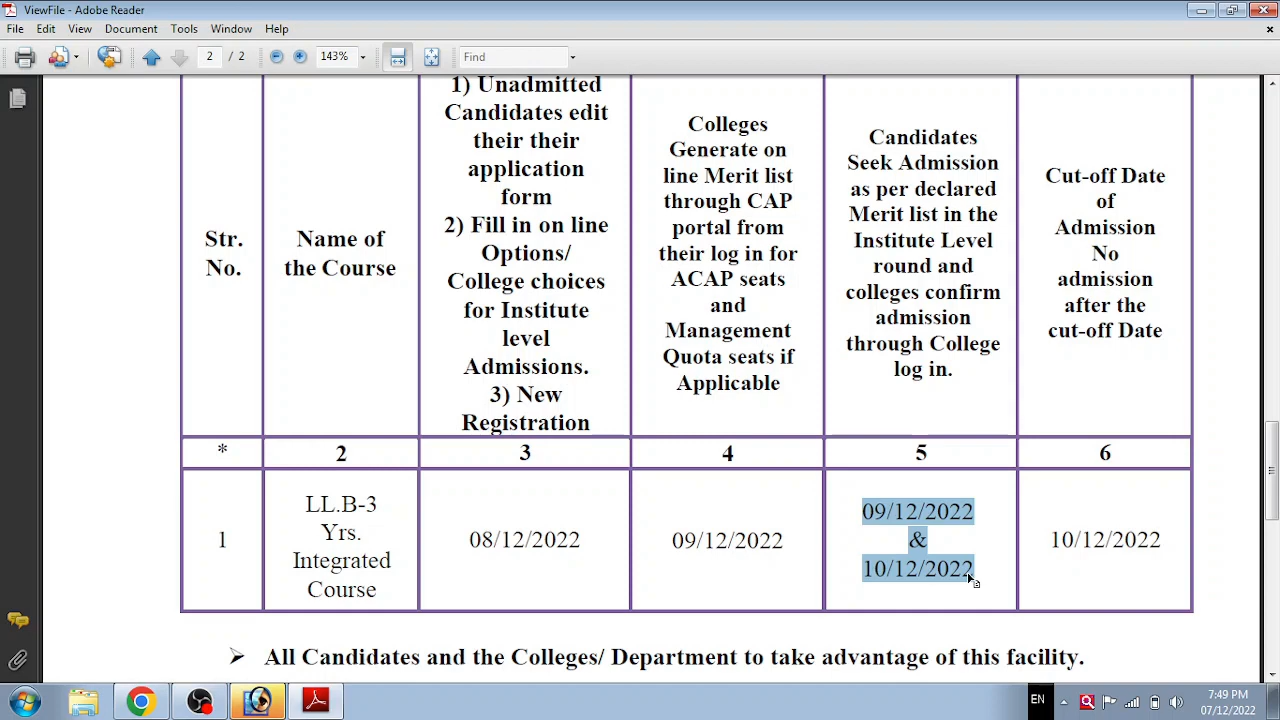 ViewFile - Adobe Reader
File Edit View Document Tools Window Help
2 / 2 143% Find
Str.
No.
Name of
the Course
1) Unadmitted
Candidates edit
their their
application
form
2) Fill in on line
Options/
College choices
for Institute
level
Admissions.
3) New
Registration
Colleges
Generate on
line Merit list
through CAP
portal from
their log in for
ACAP seats
and
Management
Quota seats if
Applicable
Candidates
Seek Admission
as per declared
Merit list in the
Institute Level
round and
colleges confirm
admission
through College
log in.
Cut-off Date
of
Admission
No
admission
after the
cut-off Date
* 2 3 4 5 6
1
LL.B-3
Yrs.
Integrated
Course
08/12/2022
09/12/2022
09/12/2022
&
10/12/2022
10/12/2022
➢ All Candidates and the Colleges/ Department to take advantage of this facility.
EN
7:49 PM
07/12/2022